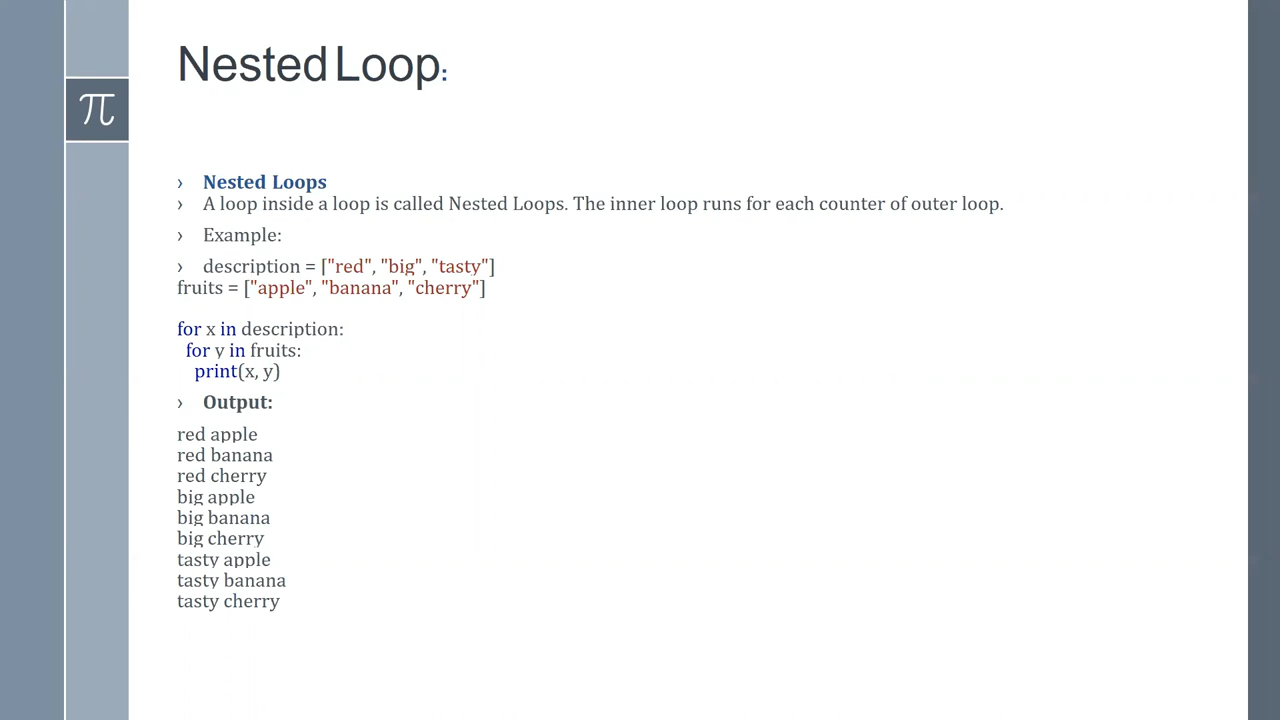 Nested Loop:
π
› Nested Loops
› A loop inside a loop is called Nested Loops. The inner loop runs for each counter of outer loop.
› Example:
› description = ["red", "big", "tasty"]
fruits = ["apple", "banana", "cherry"]
for x in description:
  for y in fruits:
    print(x, y)
› Output:
red apple
red banana
red cherry
big apple
big banana
big cherry
tasty apple
tasty banana
tasty cherry